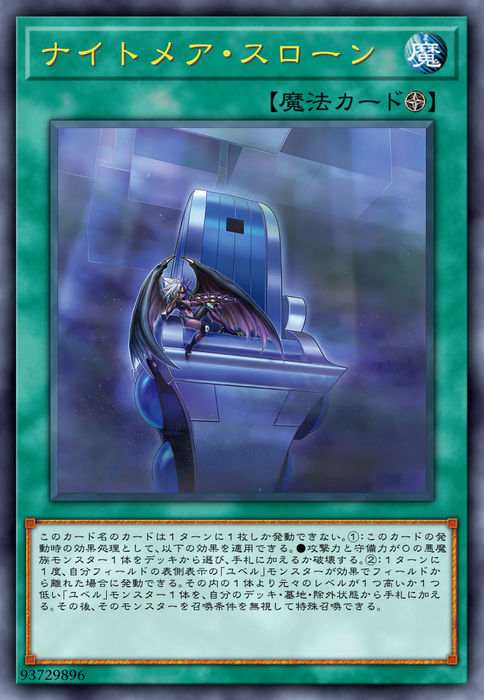 ナイトメア・スローン
魔
【魔法カード】
このカード名のカードは１ターンに１枚しか発動できない。①：このカードの発
動時の効果処理として、以下の効果を適用できる。●攻撃力と守備力が０の悪魔
族モンスター１体をデッキから選び、手札に加えるか破壊する。②：１ターンに
１度、自分フィールドの表側表示の「ユベル」モンスターが効果でフィールドか
ら離れた場合に発動できる。その内の１体より元々のレベルが１つ高いか１つ
低い「ユベル」モンスター１体を、自分のデッキ・墓地・除外状態から手札に加え
る。その後、そのモンスターを召喚条件を無視して特殊召喚できる。
93729896